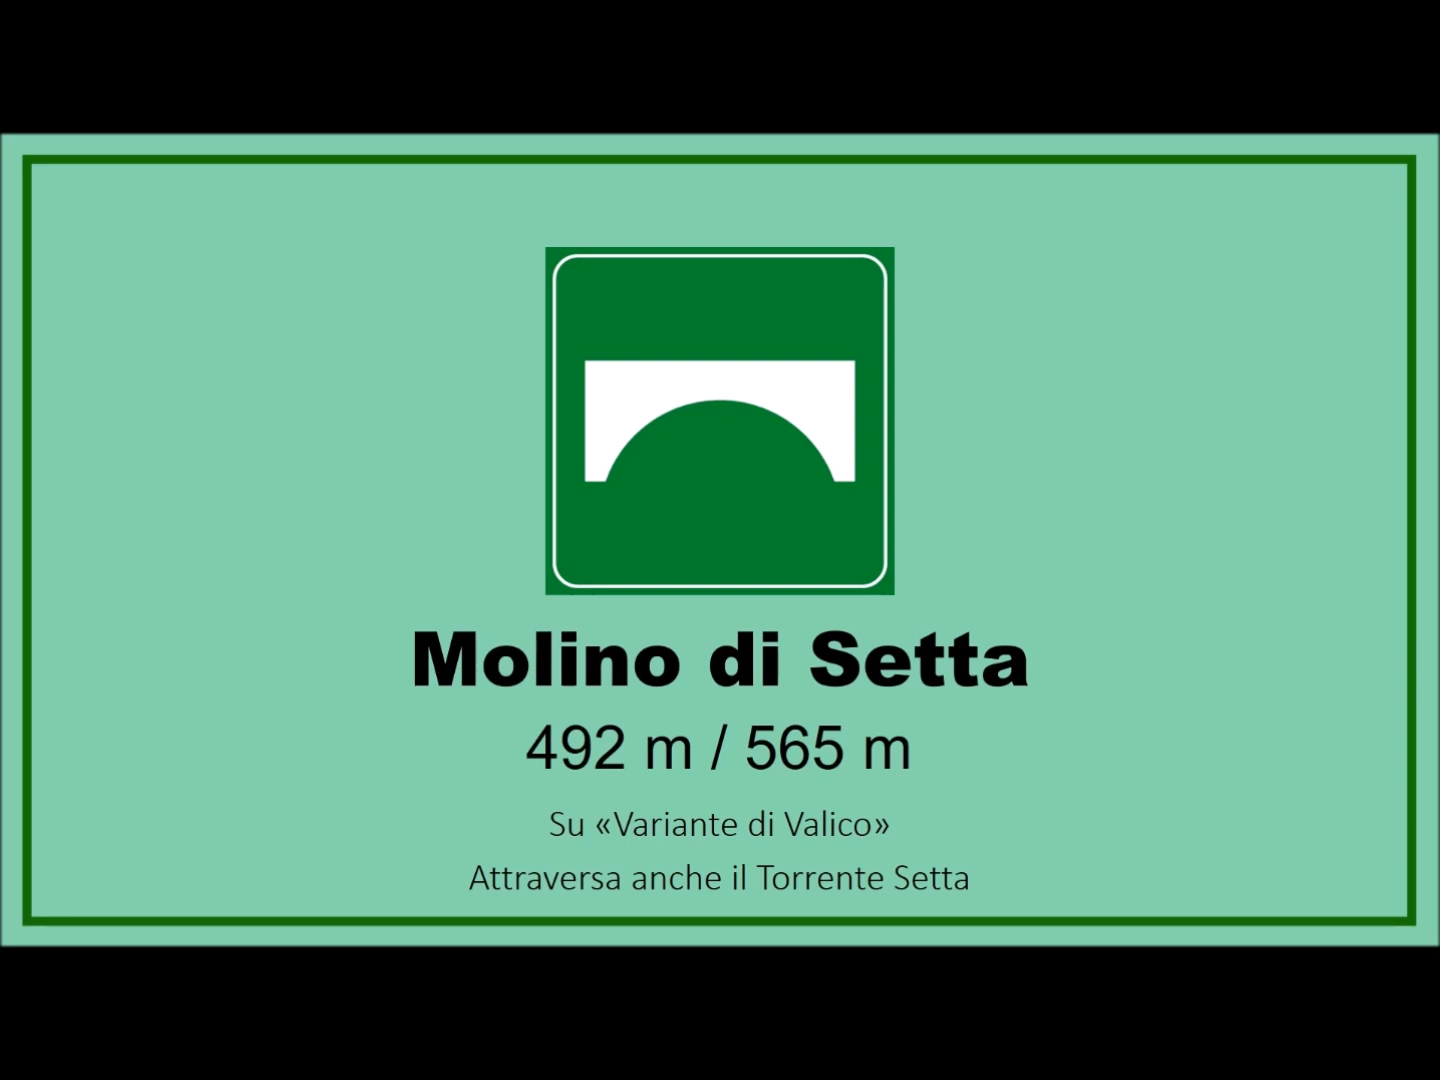 Molino di Setta
492 m / 565 m
Su «Variante di Valico»
Attraversa anche il Torrente Setta